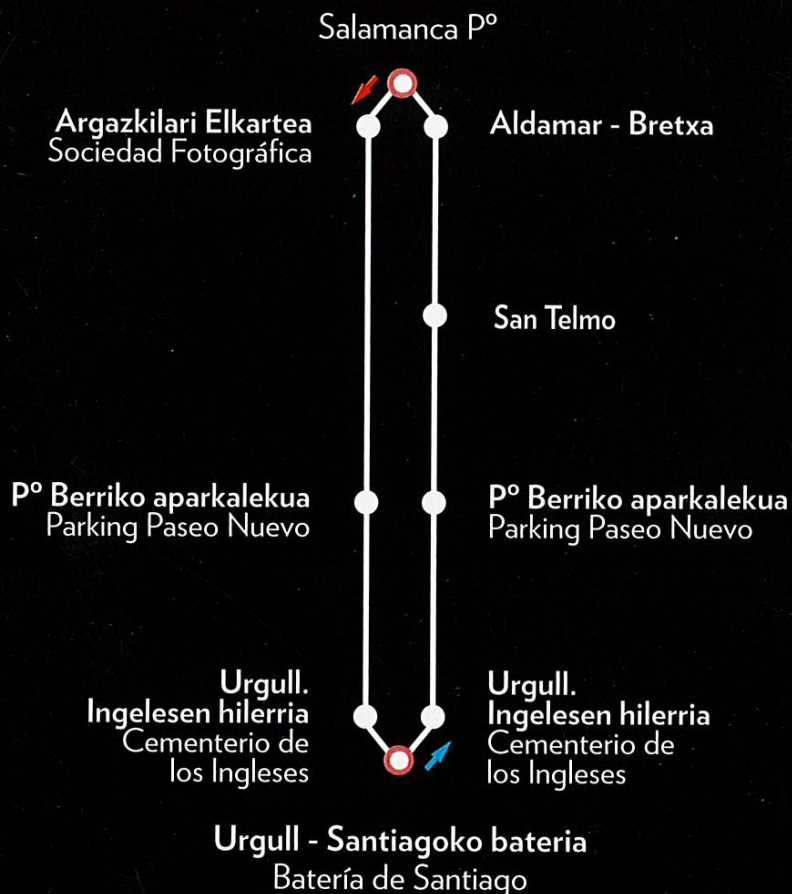 Salamanca Pº
Argazkilari Elkartea
Sociedad Fotográfica
Aldamar - Bretxa
San Telmo
Pº Berriko aparkalekua
Parking Paseo Nuevo
Pº Berriko aparkalekua
Parking Paseo Nuevo
Urgull.
Ingelesen hilerria
Cementerio de
los Ingleses
Urgull.
Ingelesen hilerria
Cementerio de
los Ingleses
Urgull - Santiagoko bateria
Batería de Santiago